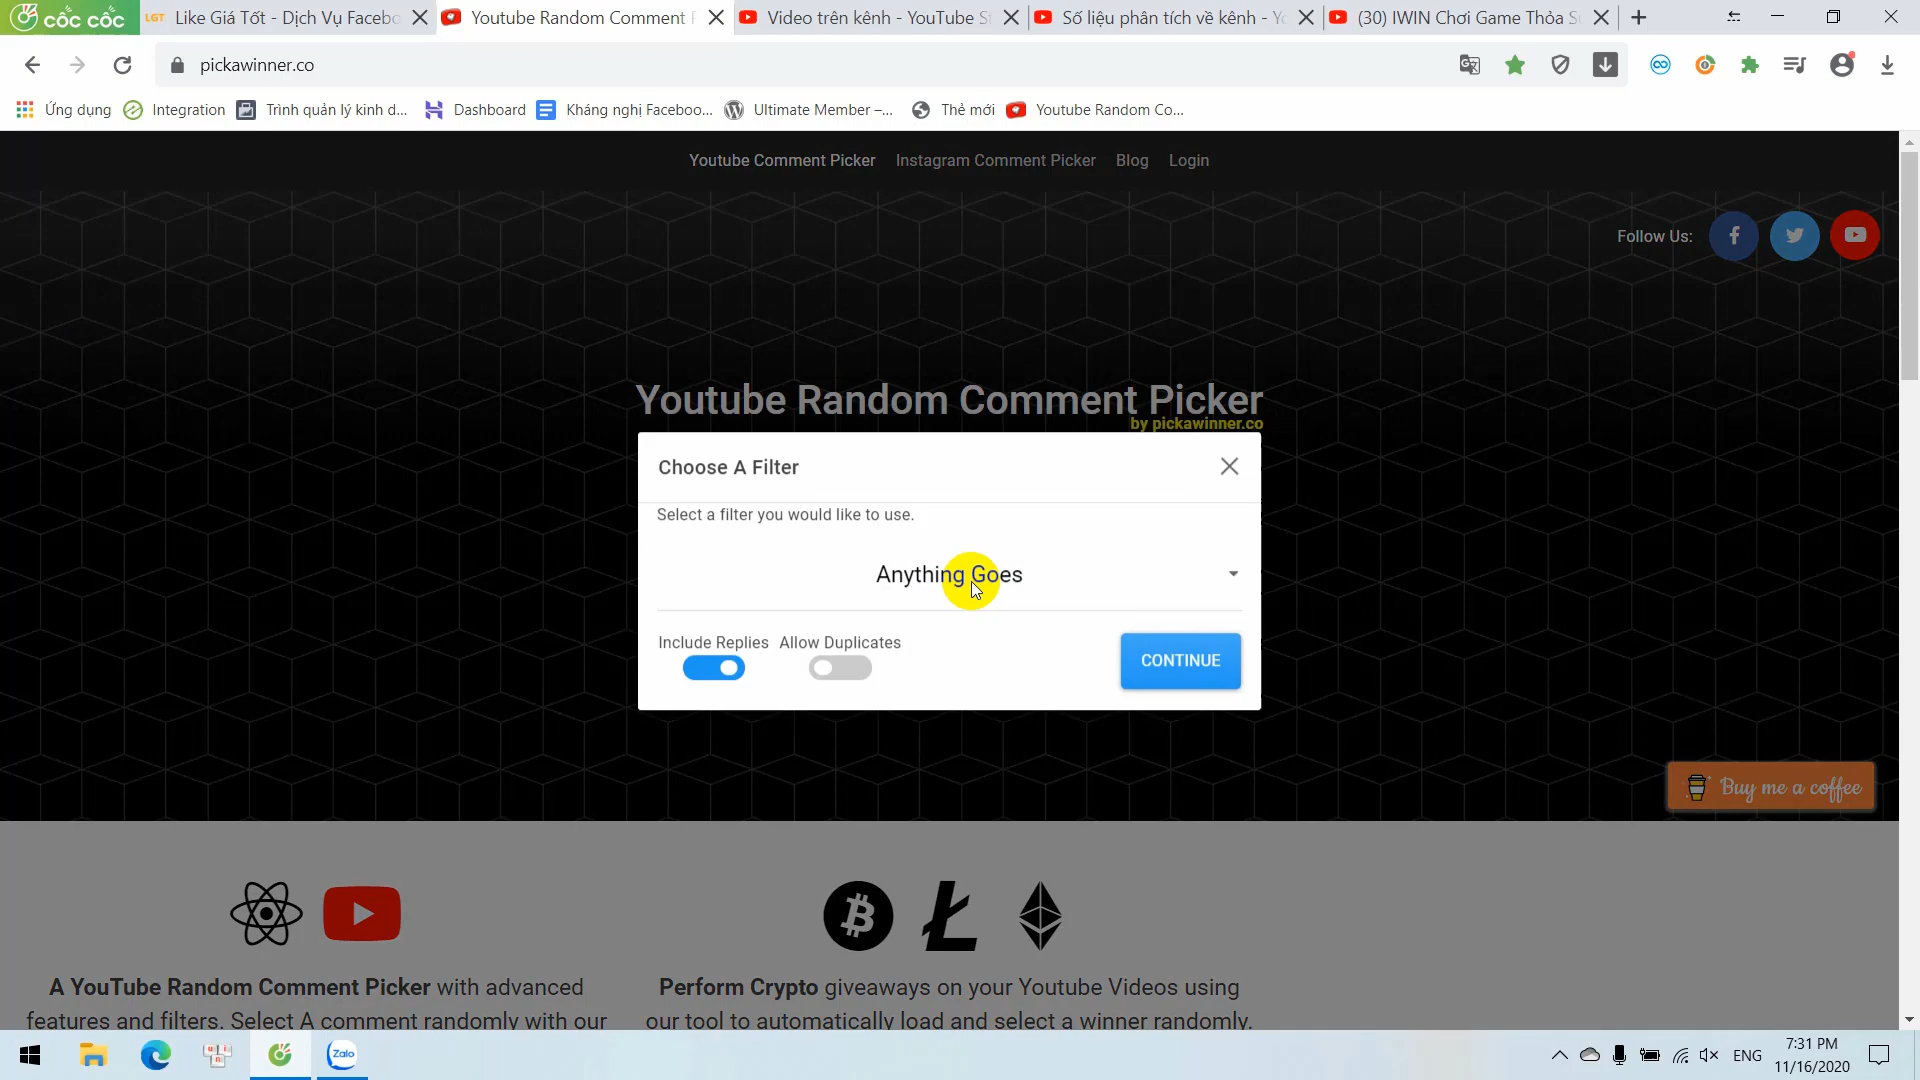 cốc cốc
LGT Like Giá Tốt - Dịch Vụ Facebo
Youtube Random Comment P
Video trên kênh - YouTube S
Số liệu phân tích về kênh - Yo
(30) IWIN Chơi Game Thỏa S
pickawinner.co
Ứng dụng
Integration
Trình quản lý kinh d...
Dashboard
Kháng nghị Faceboo...
Ultimate Member –...
Thẻ mới
Youtube Random Co...
Youtube Comment Picker
Instagram Comment Picker
Blog
Login
Follow Us:
Youtube Random Comment Picker
by pickawinner.co
Choose A Filter
Select a filter you would like to use.
Anything Goes
Include Replies
Allow Duplicates
CONTINUE
Buy me a coffee
A YouTube Random Comment Picker with advanced
features and filters. Select A comment randomly with our
Perform Crypto giveaways on your Youtube Videos using
our tool to automatically load and select a winner randomly.
Zalo
ENG
7:31 PM
11/16/2020